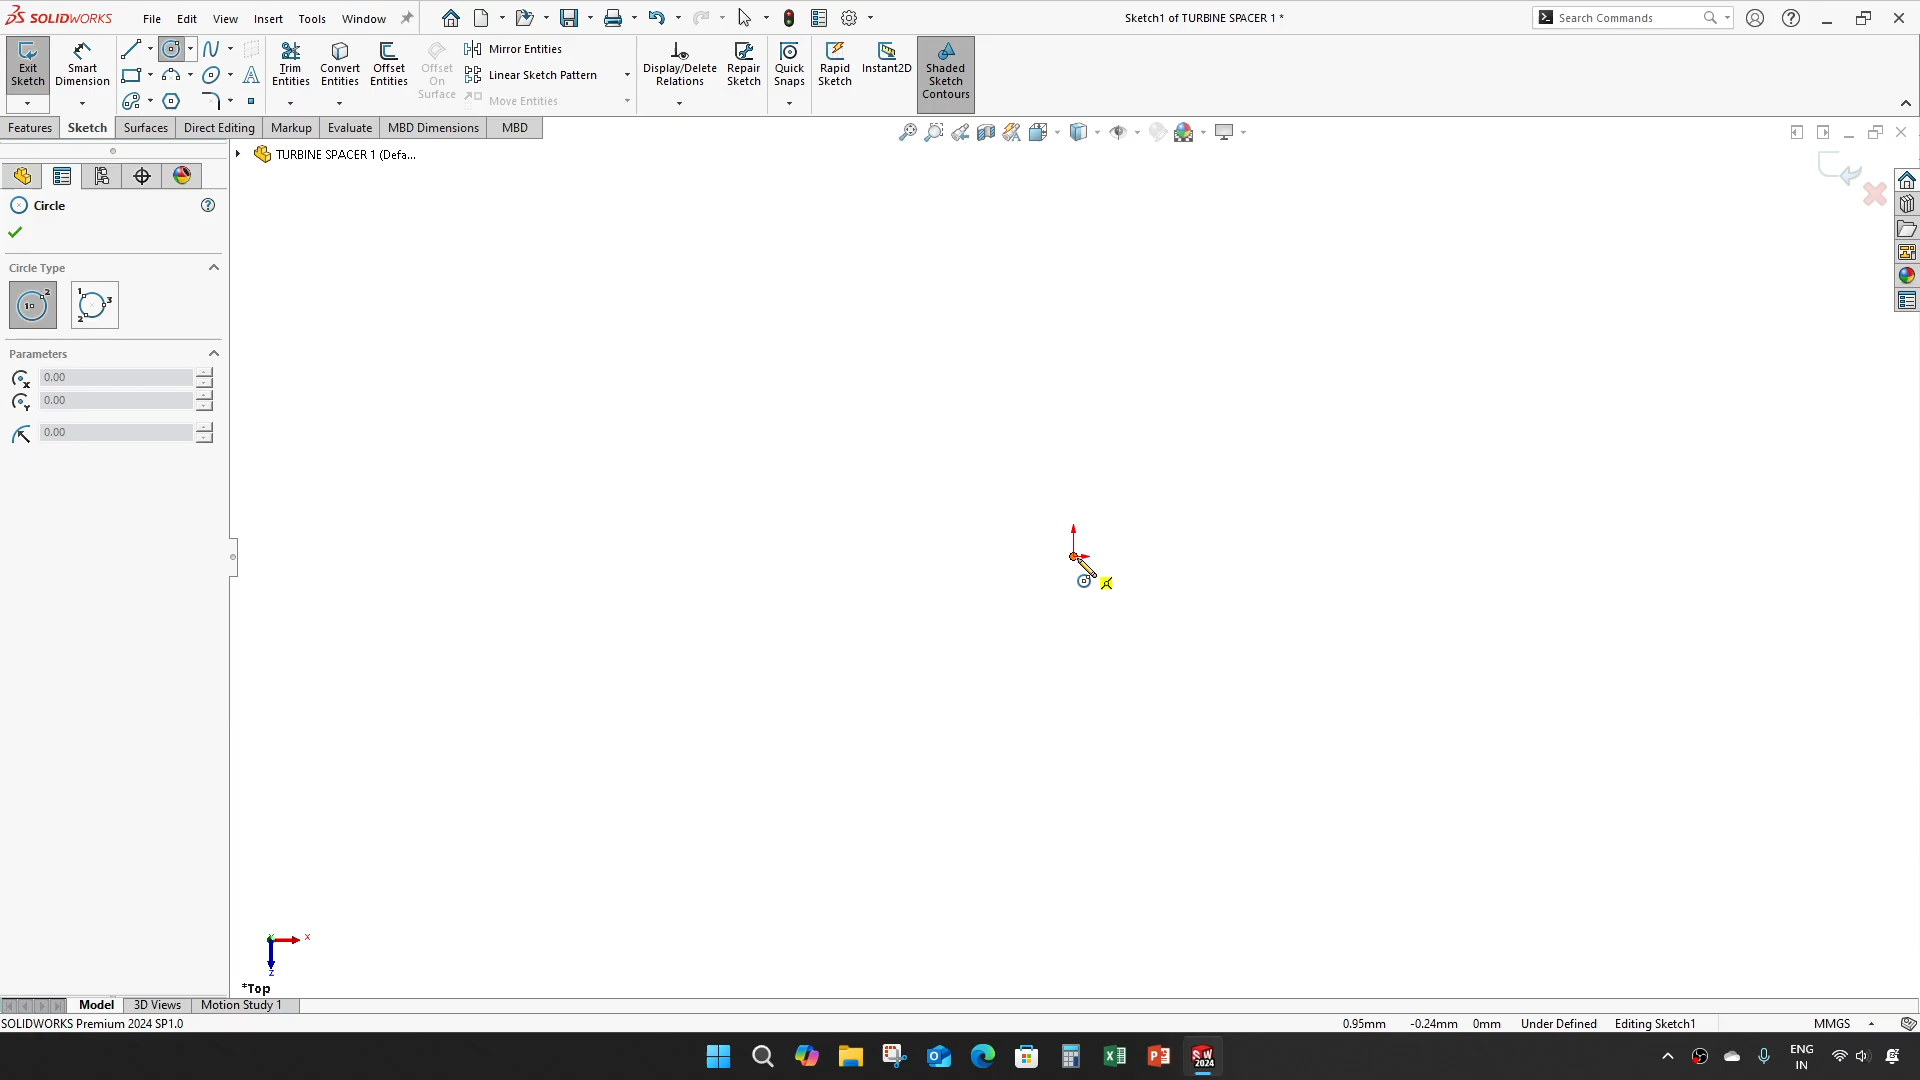 SOLIDWORKS File Edit View Insert Tools Window
Sketch1 of TURBINE SPACER 1 *
Search Commands
Exit Sketch
Smart Dimension
Trim Entities
Convert Entities
Offset Entities
Offset On Surface
Mirror Entities
Linear Sketch Pattern
Move Entities
Display/Delete Relations
Repair Sketch
Quick Snaps
Rapid Sketch
Instant2D
Shaded Sketch Contours
Features Sketch Surfaces Direct Editing Markup Evaluate MBD Dimensions MBD
TURBINE SPACER 1 (Defa...
Circle
Circle Type
Parameters
0.00
0.00
0.00
X
Z
*Top
Model 3D Views Motion Study 1
SOLIDWORKS Premium 2024 SP1.0
0.95mm -0.24mm 0mm Under Defined Editing Sketch1 MMGS
ENG
IN